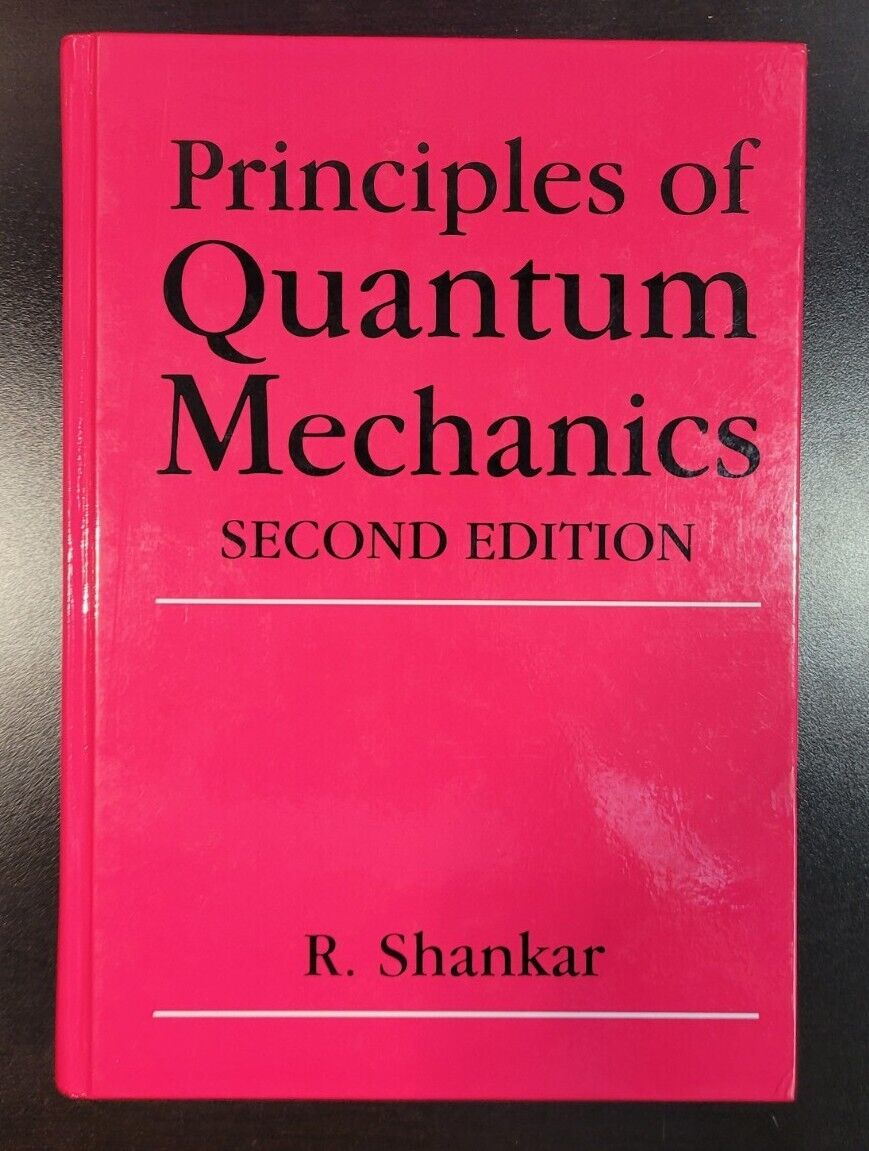 Principles of
Quantum
Mechanics
SECOND EDITION
R. Shankar